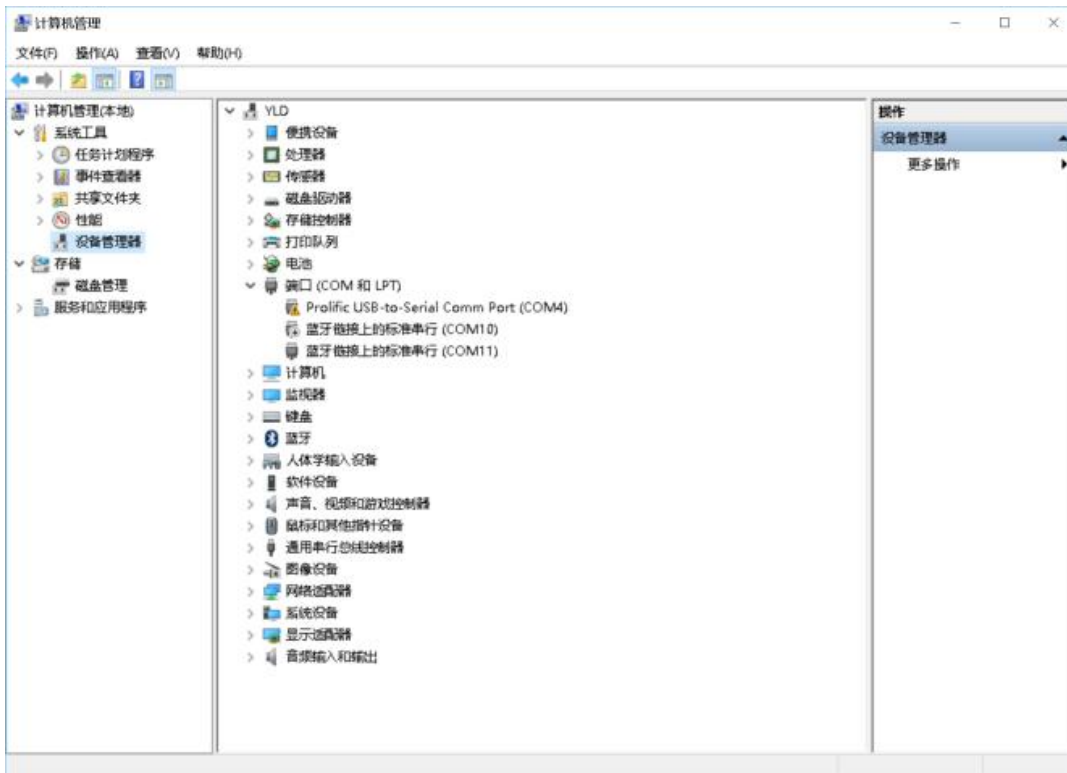 计算机管理
文件(F) 操作(A) 查看(V) 帮助(H)
计算机管理(本地)
系统工具
任务计划程序
事件查看器
共享文件夹
性能
设备管理器
存储
磁盘管理
服务和应用程序
YLD
便携设备
处理器
传感器
磁盘驱动器
存储控制器
打印队列
电池
端口 (COM 和 LPT)
Prolific USB-to-Serial Comm Port (COM4)
蓝牙链接上的标准串行 (COM10)
蓝牙链接上的标准串行 (COM11)
计算机
监视器
键盘
蓝牙
人体学输入设备
软件设备
声音、视频和游戏控制器
鼠标和其他指针设备
通用串行总线控制器
图像设备
网络适配器
系统设备
显示适配器
音频输入和输出
操作
设备管理器
更多操作